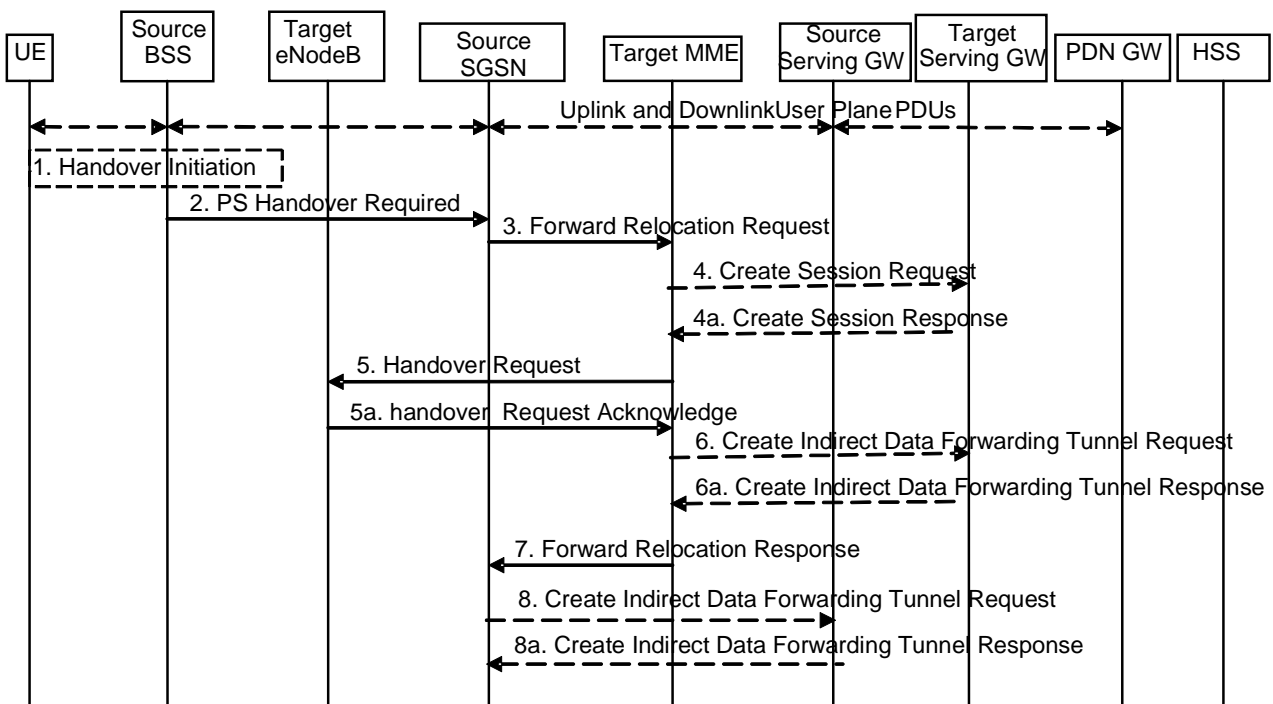 UE
Source
BSS
Target
eNodeB
Source
SGSN
Target MME
Source
Serving GW
Target
Serving GW
PDN GW
HSS
Uplink and DownlinkUser PlanePDUs
1. Handover Initiation
2. PS Handover Required
3. Forward Relocation Request
4. Create Session Request
4a. Create Session Response
5. Handover Request
5a. handover Request Acknowledge
6. Create Indirect Data Forwarding Tunnel Request
6a. Create Indirect Data Forwarding Tunnel Response
7. Forward Relocation Response
8. Create Indirect Data Forwarding Tunnel Request
8a. Create Indirect Data Forwarding Tunnel Response